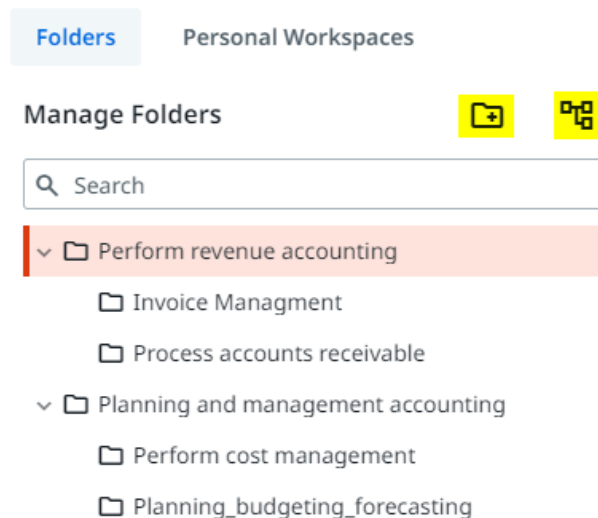 Folders Personal Workspaces
Manage Folders
Search
Perform revenue accounting
Invoice Managment
Process accounts receivable
Planning and management accounting
Perform cost management
Planning_budgeting_forecasting